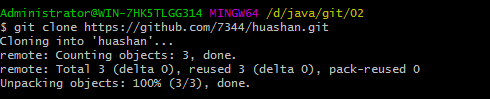 Administrator@WIN-7HK5TLGG314 MINGW64 /d/java/git/02
$ git clone https://github.com/7344/huashan.git
Cloning into 'huashan'...
remote: Counting objects: 3, done.
remote: Total 3 (delta 0), reused 3 (delta 0), pack-reused 0
Unpacking objects: 100% (3/3), done.